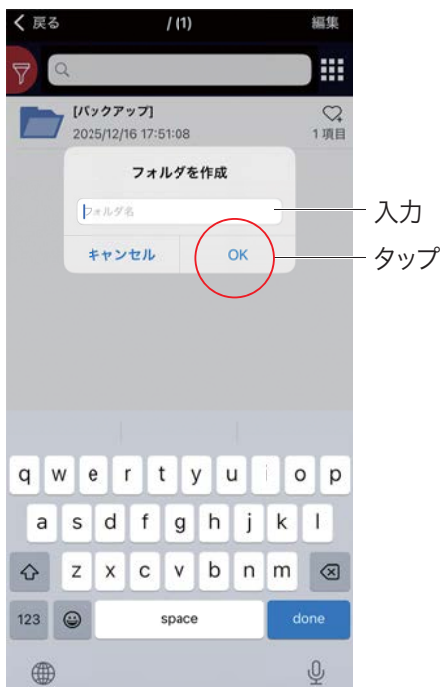 戻る / (1) 編集
[バックアップ]
2025/12/16 17:51:08 1 項目
フォルダを作成
フォルダ名
入力
キャンセル OK
タップ
q w e r t y u i o p
a s d f g h j k l
z x c v b n m
123 space done